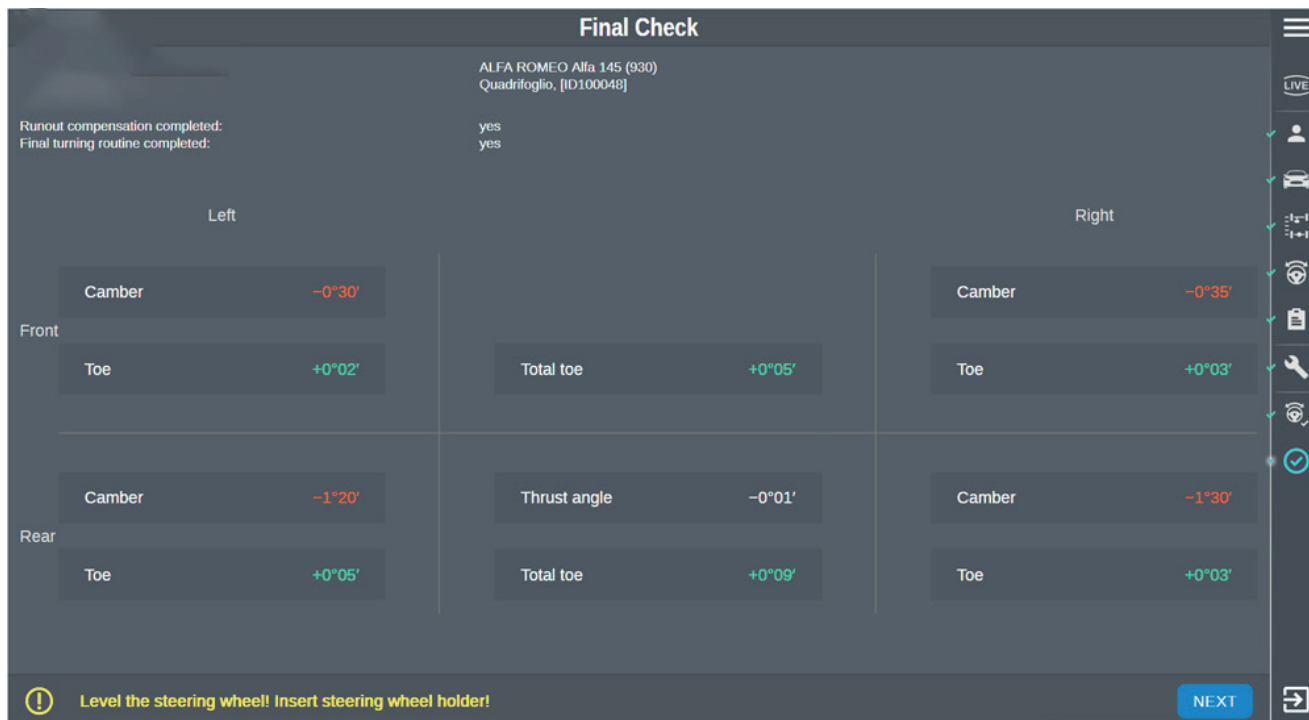 Final Check
ALFA ROMEO Alfa 145 (930)
Quadrifoglio, [ID100048]
LIVE
Runout compensation completed: yes
Final turning routine completed: yes
Left Right
Camber −0°30′ Camber −0°35′
Front
Toe +0°02′ Total toe +0°05′ Toe +0°03′
Camber −1°20′ Thrust angle −0°01′ Camber −1°30′
Rear
Toe +0°05′ Total toe +0°09′ Toe +0°03′
Level the steering wheel! Insert steering wheel holder! NEXT